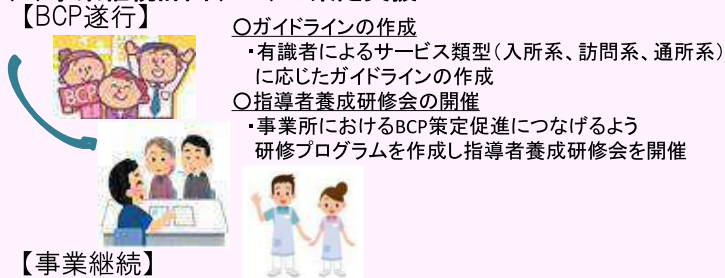 【BCP遂行】
○ガイドラインの作成
・有識者によるサービス類型（入所系、訪問系、通所系）
に応じたガイドラインの作成
○指導者養成研修会の開催
・事業所におけるBCP策定促進につなげるよう
研修プログラムを作成し指導者養成研修会を開催
BCP
【事業継続】